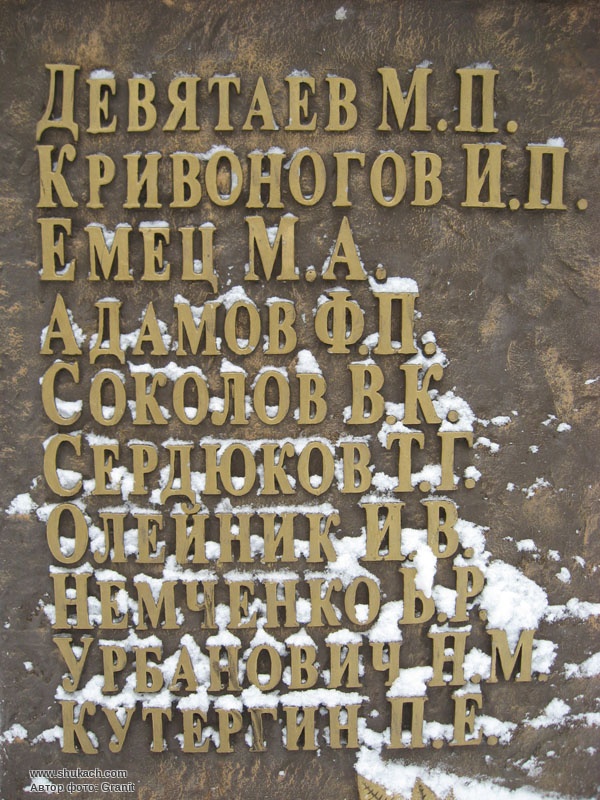 ДЕВЯТАЕВ М.П.
КРИВОНОГОВ И.П.
ЕМЕЦ М.А.
АДАМОВ Ф.П.
СОКОЛОВ В.К.
СЕРДЮКОВ Т.Г.
ОЛЕЙНИК И.В.
НЕМЧЕНКО Ь.Р.
УРБАНОВИЧ Н.М.
КУТЕРГИН П.Е.
www.shukach.com
Автор фото: Granit